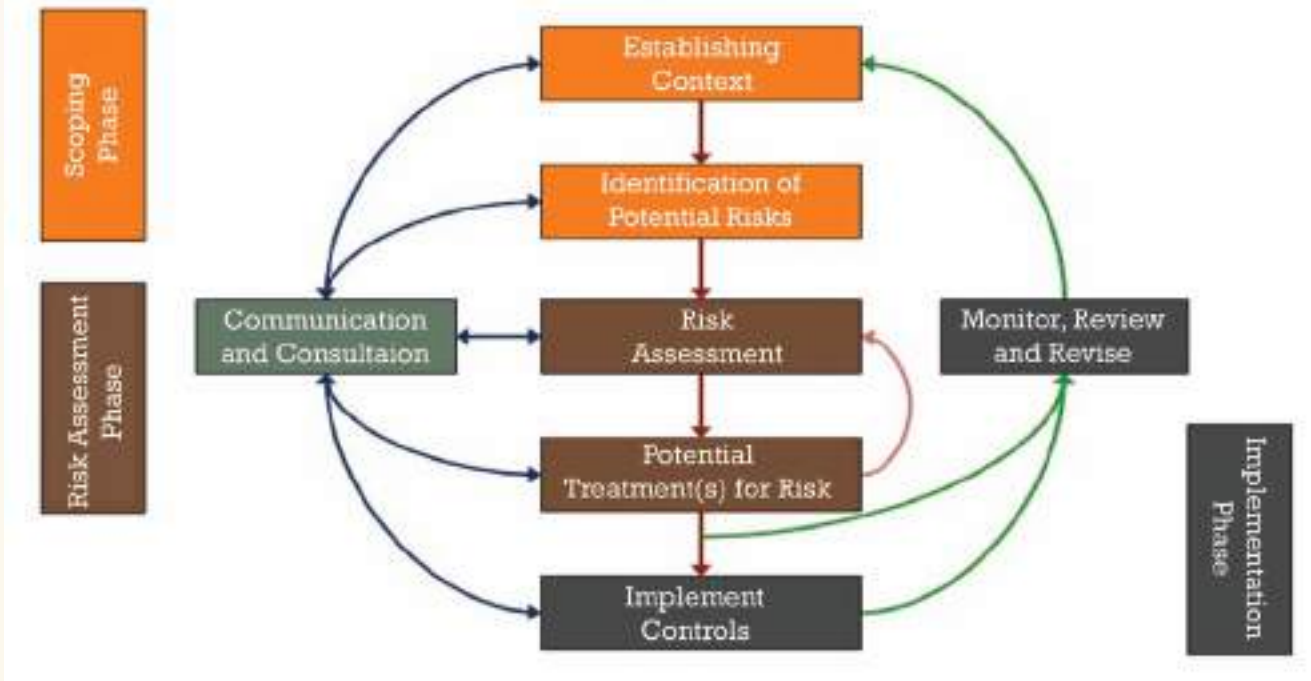 Scoping
Phase
Establishing
Context
Identification of
Potential Risks
Risk Assessment
Phase
Communication
and Consultaion
Risk
Assessment
Monitor, Review
and Revise
Potential
Treatment(s) for Risk
Implementation
Phase
Implement
Controls